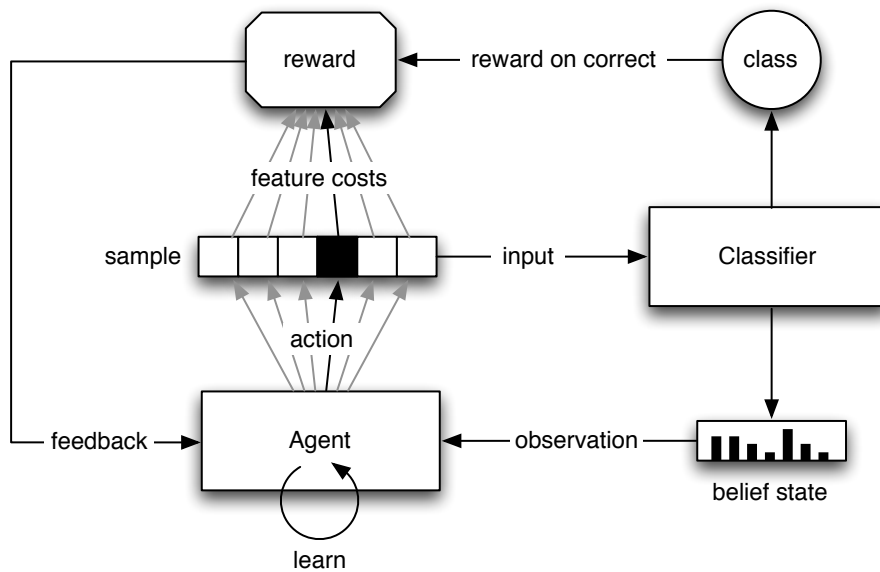 reward
reward on correct
class
feature costs
sample
input
Classifier
action
feedback
Agent
observation
belief state
learn